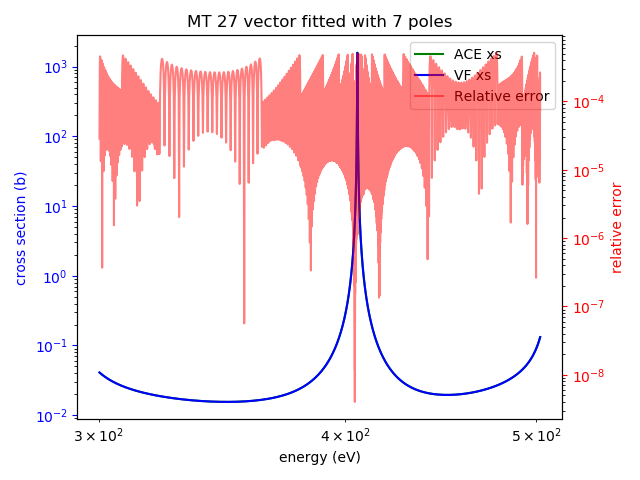 MT 27 vector fitted with 7 poles
ACE xs
VF xs
Relative error
10³
10²
10¹
10⁰
10⁻¹
10⁻²
cross section (b)
10⁻⁴
10⁻⁵
10⁻⁶
10⁻⁷
10⁻⁸
relative error
3 × 10² 4 × 10² 5 × 10²
energy (eV)